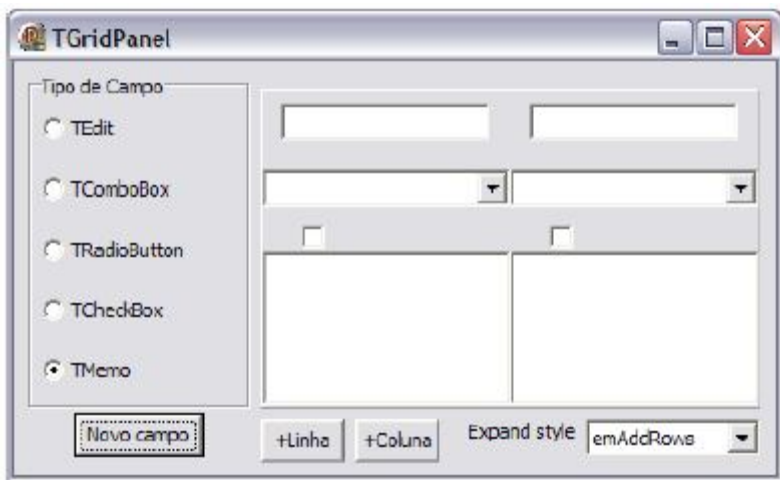 TGridPanel
Tipo de Campo
TEdit
TComboBox
TRadioButton
TCheckBox
TMemo
Novo campo
+Linha
+Coluna
Expand style
emAddRows